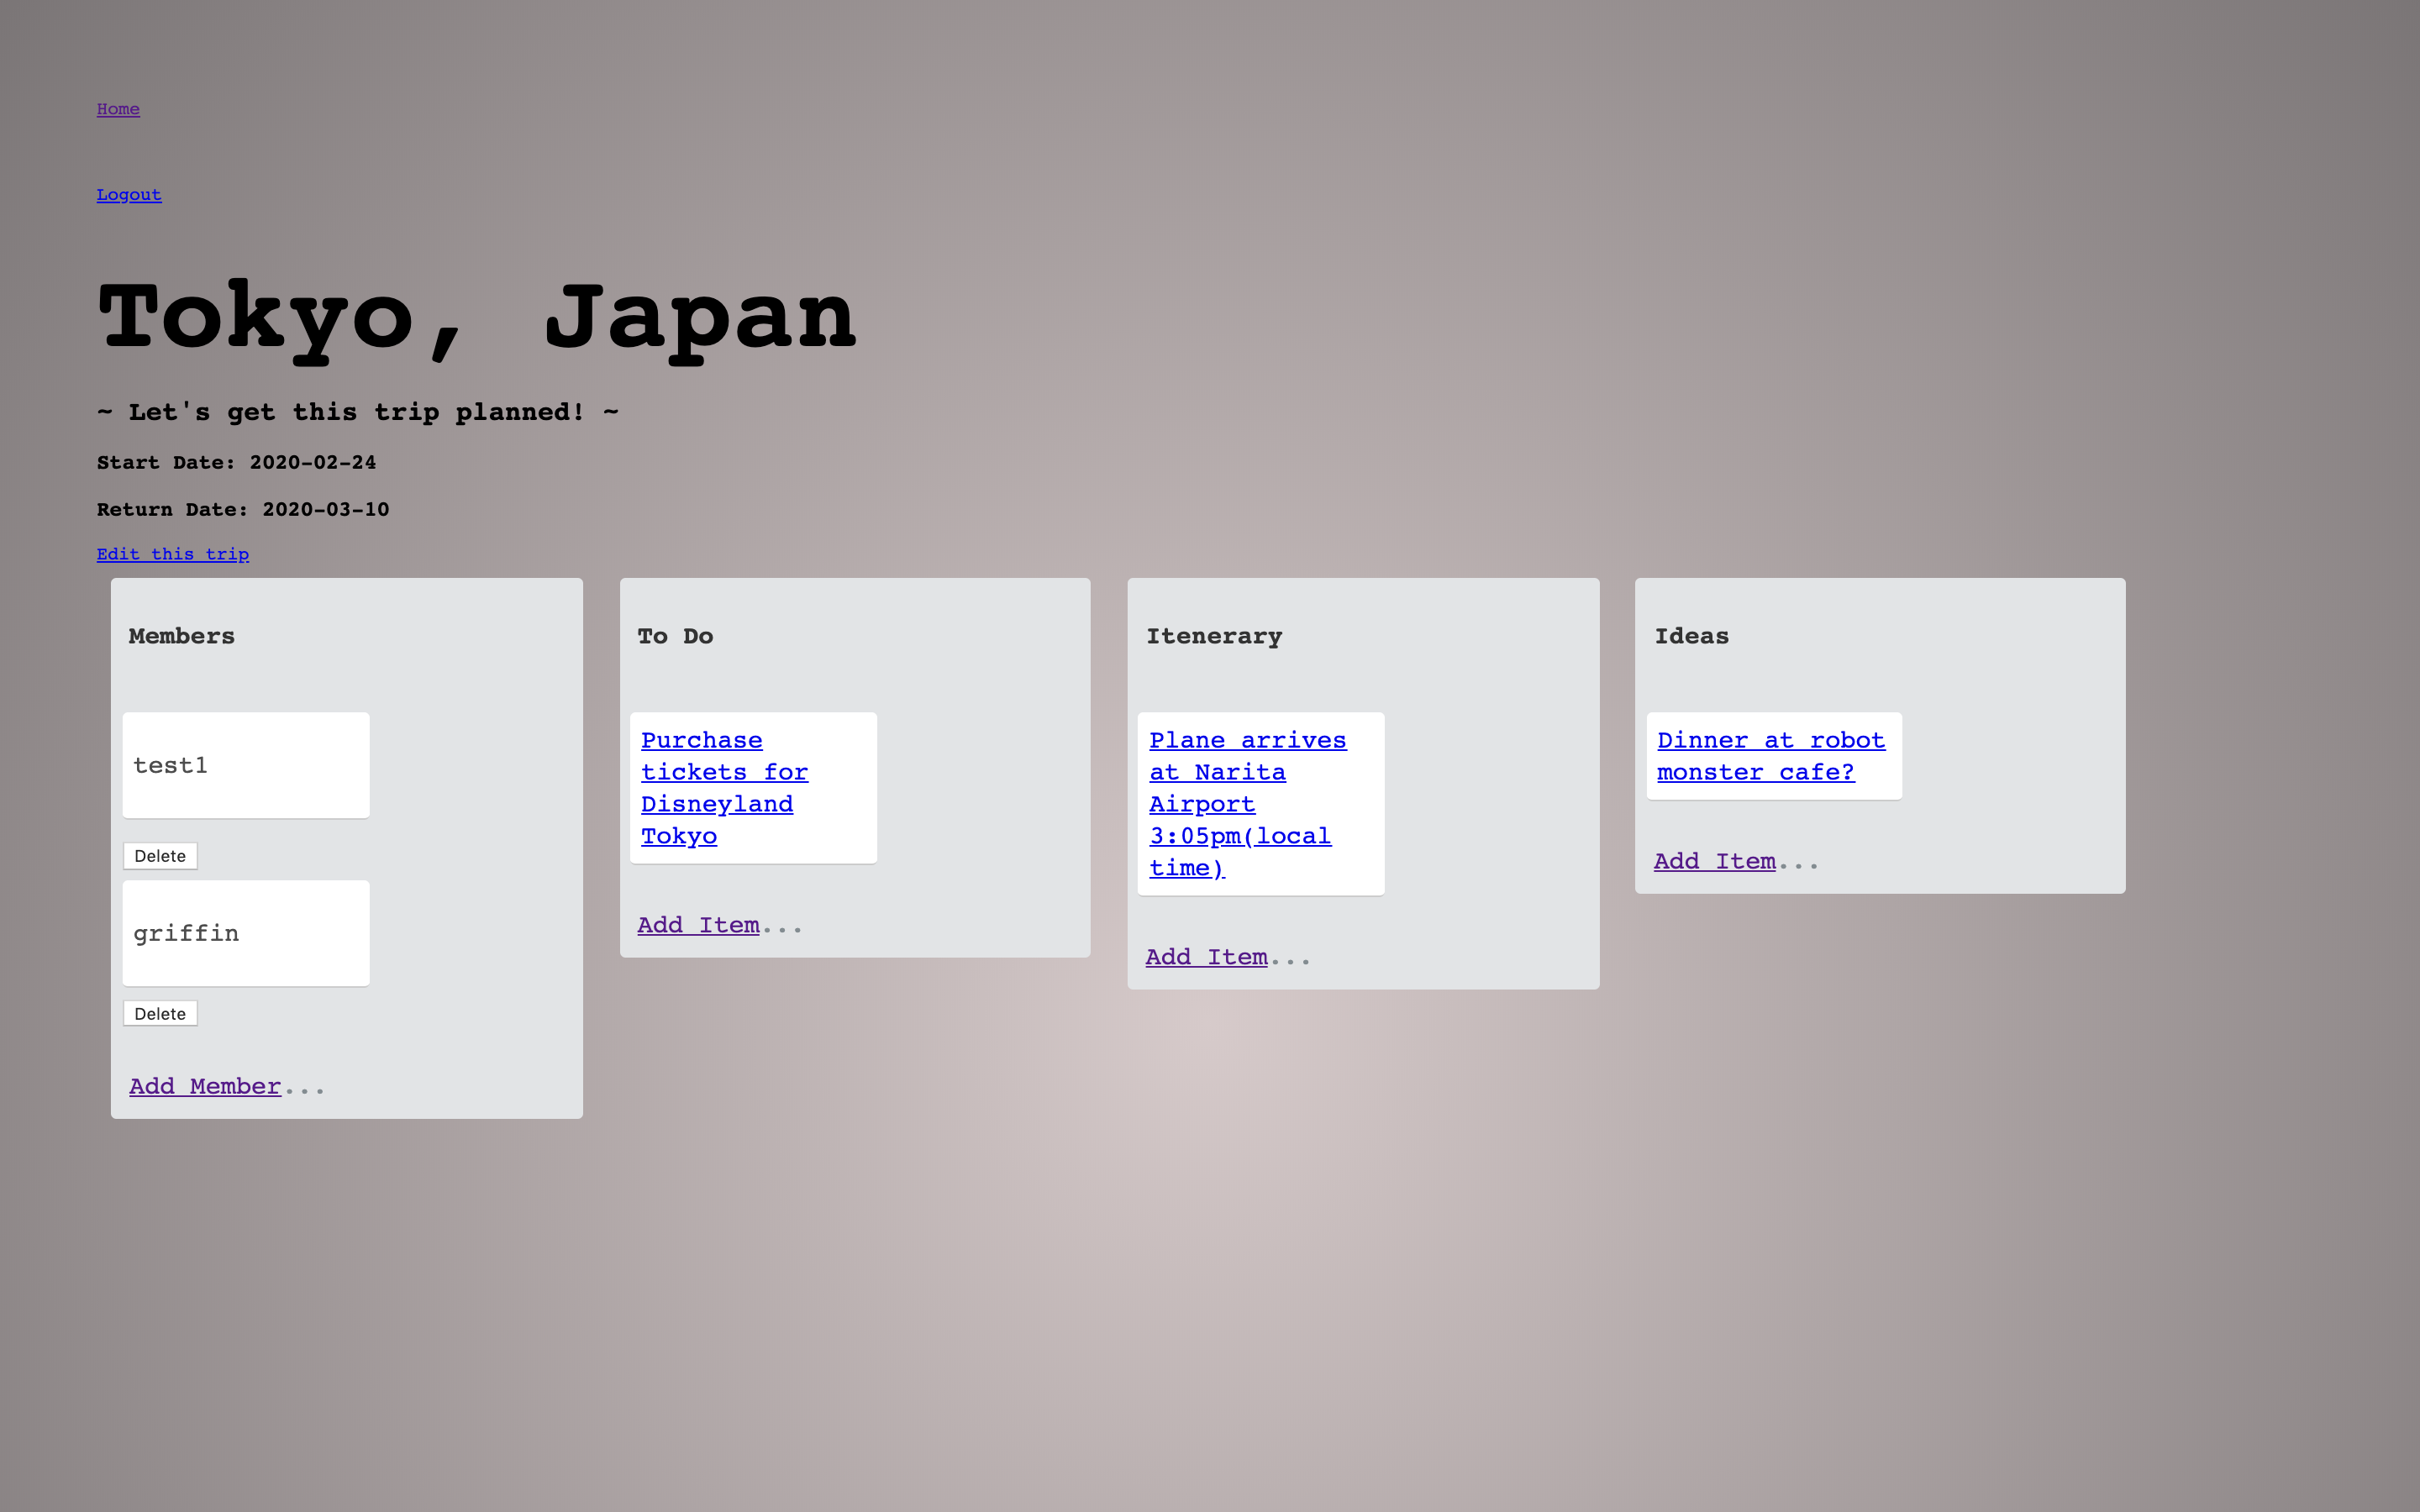 Home
Logout
Tokyo, Japan
~ Let's get this trip planned! ~
Start Date: 2020-02-24
Return Date: 2020-03-10
Edit this trip
Members
test1
Delete
griffin
Delete
Add Member...
To Do
Purchase
tickets for
Disneyland
Tokyo
Add Item...
Itenerary
Plane arrives
at Narita
Airport
3:05pm(local
time)
Add Item...
Ideas
Dinner at robot
monster cafe?
Add Item...